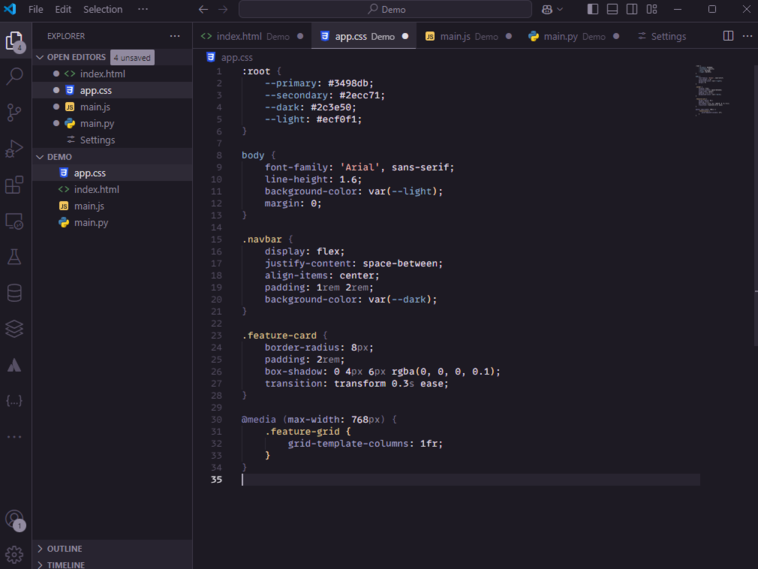 File Edit Selection ··· Demo
EXPLORER ···
OPEN EDITORS 4 unsaved
index.html
app.css
main.js
main.py
Settings
DEMO
app.css
index.html
main.js
main.py
OUTLINE
TIMELINE
4
1
index.html Demo app.css Demo main.js Demo main.py Demo Settings
app.css
1 :root {
2 --primary: #3498db;
3 --secondary: #2ecc71;
4 --dark: #2c3e50;
5 --light: #ecf0f1;
6 }
7
8 body {
9 font-family: 'Arial', sans-serif;
10 line-height: 1.6;
11 background-color: var(--light);
12 margin: 0;
13 }
14
15 .navbar {
16 display: flex;
17 justify-content: space-between;
18 align-items: center;
19 padding: 1rem 2rem;
20 background-color: var(--dark);
21 }
22
23 .feature-card {
24 border-radius: 8px;
25 padding: 2rem;
26 box-shadow: 0 4px 6px rgba(0, 0, 0, 0.1);
27 transition: transform 0.3s ease;
28 }
29
30 @media (max-width: 768px) {
31 .feature-grid {
32 grid-template-columns: 1fr;
33 }
34 }
35